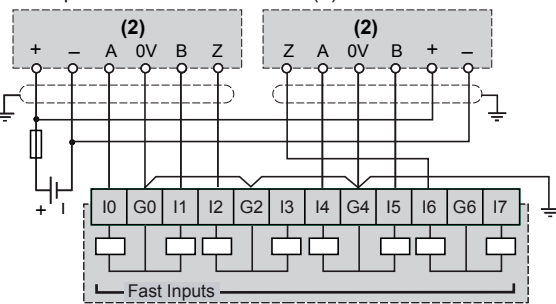 (2) (2)
+ – A 0V B Z Z A 0V B + –
+ –
I0 G0 I1 I2 G2 I3 I4 G4 I5 I6 G6 I7
Fast Inputs